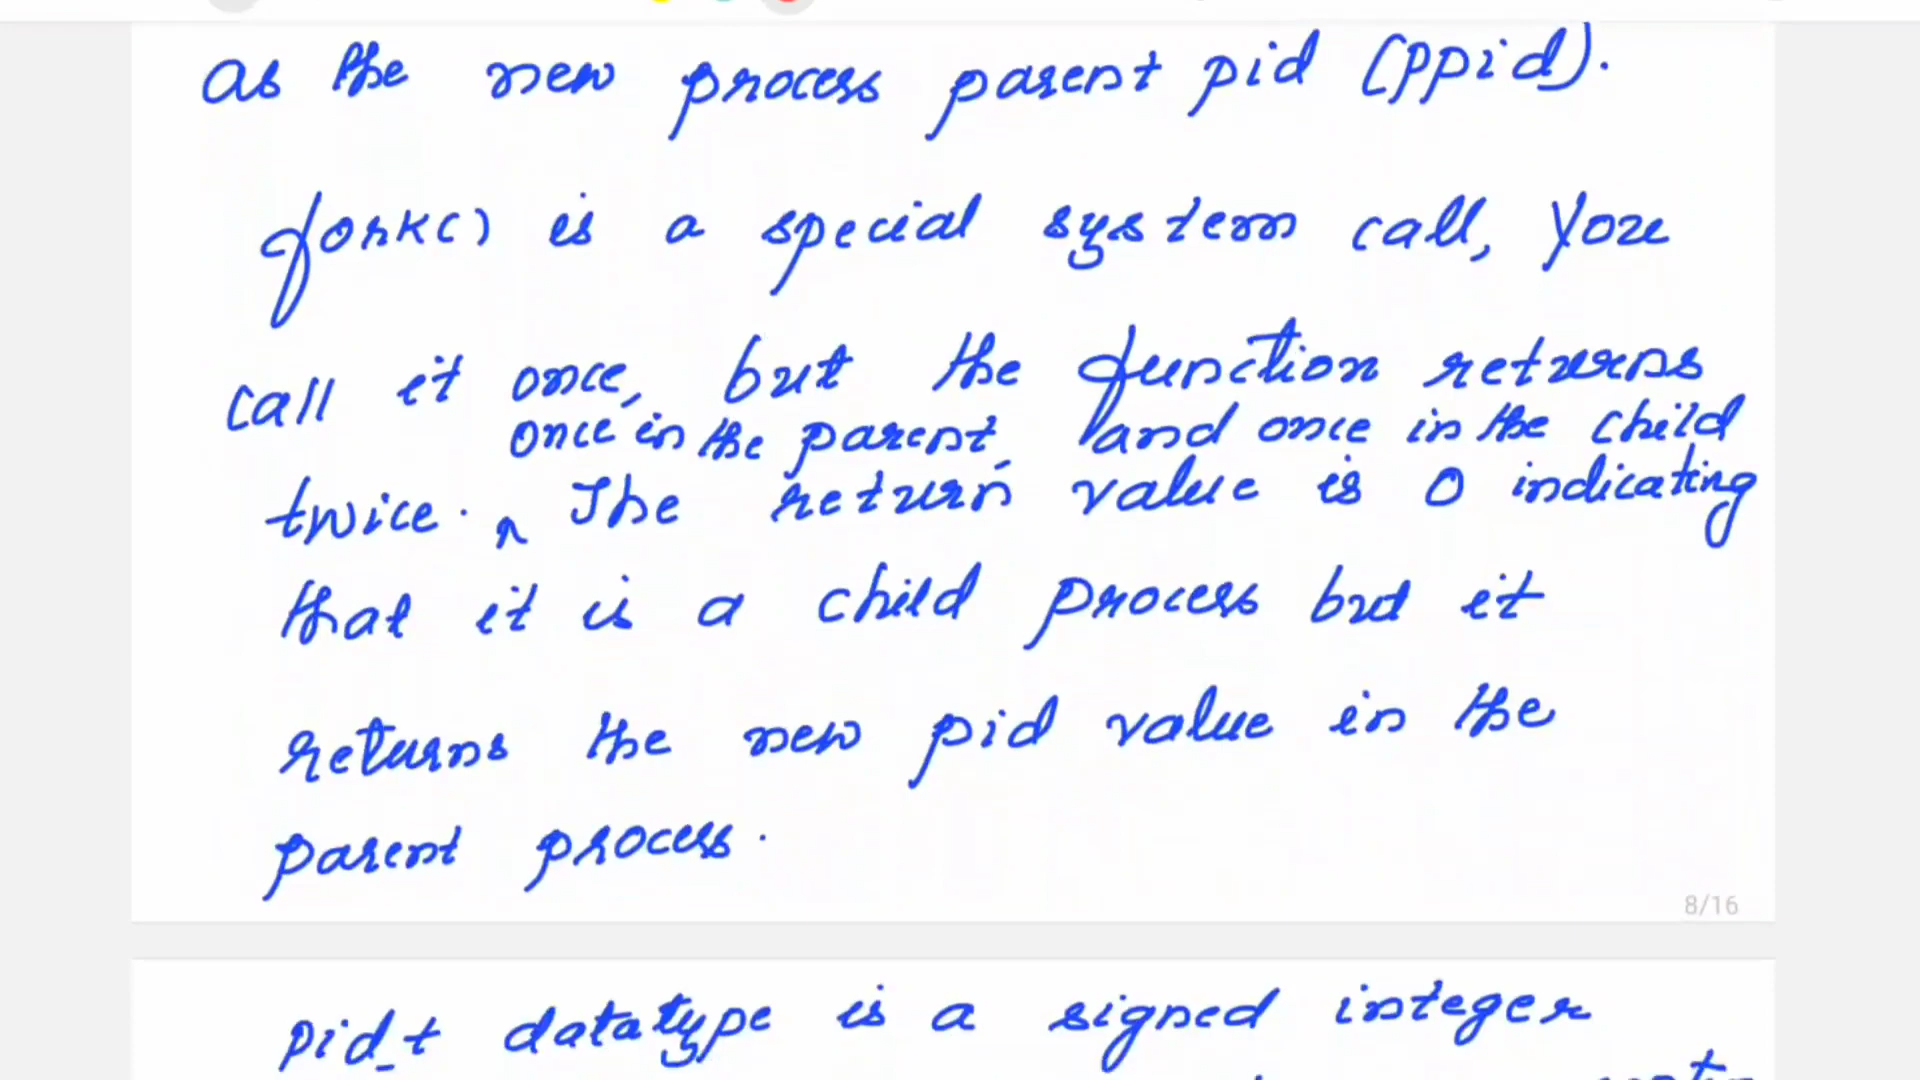 as the new process parent pid (ppid).
fork() is a special system call, You
call it once, but the function returns
once in the parent and once in the child
twice. ^ The return value is 0 indicating
that it is a child process but it
returns the new pid value in the
parent process.
8/16
pid_t datatype is a signed integer